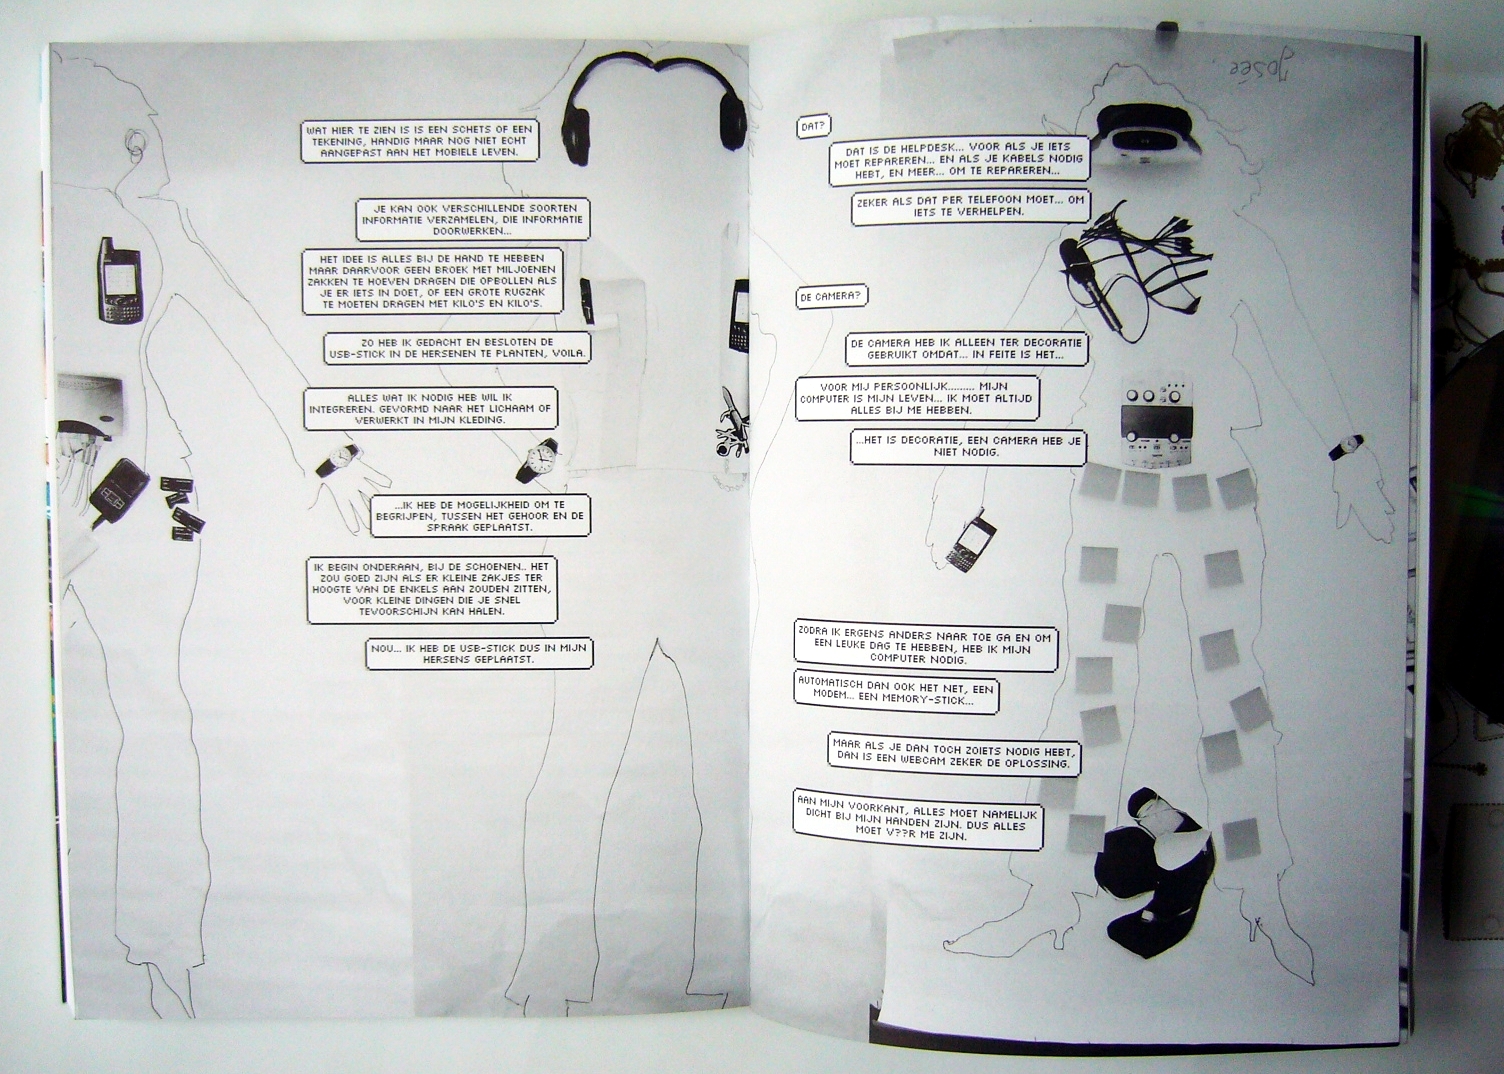 WAT HIER TE ZIEN IS IS EEN SCHETS OF EEN
TEKENING, HANDIG MAAR NOG NIET ECHT
AANGEPAST AAN HET MOBIELE LEVEN.
JE KAN OOK VERSCHILLENDE SOORTEN
INFORMATIE VERZAMELEN, DIE INFORMATIE
DOORWERKEN...
HET IDEE IS ALLES BIJ DE HAND TE HEBBEN
MAAR DAARVOOR GEEN BROEK MET MILJOENEN
ZAKKEN TE HOEVEN DRAGEN DIE OPBOLLEN ALS
JE ER IETS IN DOET, OF EEN GROTE RUGZAK
TE MOETEN DRAGEN MET KILO'S EN KILO'S.
ZO HEB IK GEDACHT EN BESLOTEN DE
USB-STICK IN DE HERSENEN TE PLANTEN, VOILA.
ALLES WAT IK NODIG HEB WIL IK
INTEGREREN. GEVORMD NAAR HET LICHAAM OF
VERWERKT IN MIJN KLEDING.
...IK HEB DE MOGELIJKHEID OM TE
BEGRIJPEN, TUSSEN HET GEHOOR EN DE
SPRAAK GEPLAATST.
IK BEGIN ONDERAAN, BIJ DE SCHOENEN.. HET
ZOU GOED ZIJN ALS ER KLEINE ZAKJES TER
HOOGTE VAN DE ENKELS AAN ZOUDEN ZITTEN,
VOOR KLEINE DINGEN DIE JE SNEL
TEVOORSCHIJN KAN HALEN.
NOU... IK HEB DE USB-STICK DUS IN MIJN
HERSENS GEPLAATST.
Josée.
DAT?
DAT IS DE HELPDESK... VOOR ALS JE IETS
MOET REPAREREN... EN ALS JE KABELS NODIG
HEBT, EN MEER... OM TE REPAREREN...
ZEKER ALS DAT PER TELEFOON MOET... OM
IETS TE VERHELPEN.
DE CAMERA?
DE CAMERA HEB IK ALLEEN TER DECORATIE
GEBRUIKT OMDAT... IN FEITE IS HET...
VOOR MIJ PERSOONLIJK......... MIJN
COMPUTER IS MIJN LEVEN... IK MOET ALTIJD
ALLES BIJ ME HEBBEN.
...HET IS DECORATIE, EEN CAMERA HEB JE
NIET NODIG.
ZODRA IK ERGENS ANDERS NAAR TOE GA EN OM
EEN LEUKE DAG TE HEBBEN, HEB IK MIJN
COMPUTER NODIG.
AUTOMATISCH DAN OOK HET NET, EEN
MODEM... EEN MEMORY-STICK...
MAAR ALS JE DAN TOCH ZOIETS NODIG HEBT,
DAN IS EEN WEBCAM ZEKER DE OPLOSSING.
AAN MIJN VOORKANT, ALLES MOET NAMELIJK
DICHT BIJ MIJN HANDEN ZIJN. DUS ALLES
MOET V??R ME ZIJN.